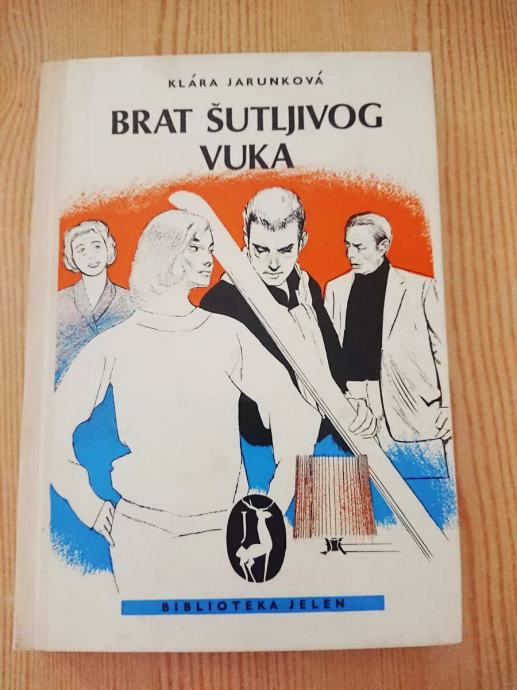 KLÁRA JARUNKOVÁ
BRAT ŠUTLJIVOG
VUKA
BIBLIOTEKA JELEN